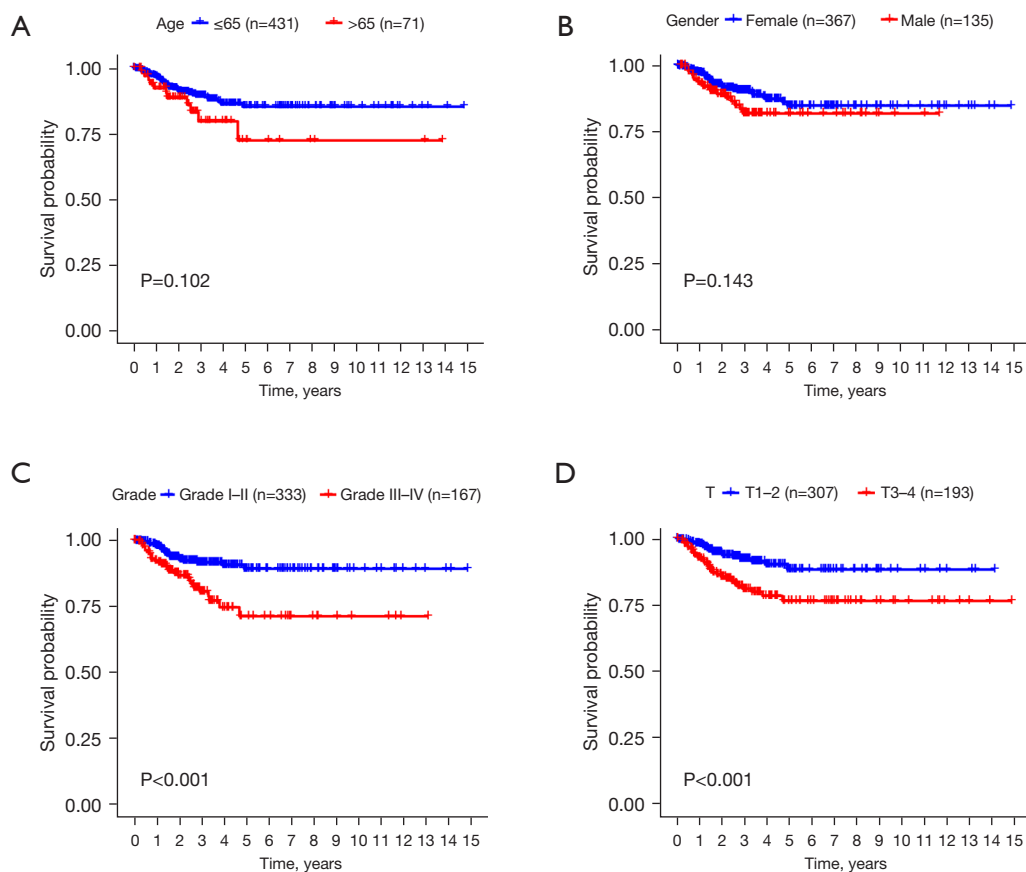 A
Age ≤65 (n=431) >65 (n=71)
Survival probability
1.00
0.75
0.50
0.25
0.00
P=0.102
0 1 2 3 4 5 6 7 8 9 10 11 12 13 14 15
Time, years
B
Gender Female (n=367) Male (n=135)
Survival probability
1.00
0.75
0.50
0.25
0.00
P=0.143
0 1 2 3 4 5 6 7 8 9 10 11 12 13 14 15
Time, years
C
Grade Grade I–II (n=333) Grade III–IV (n=167)
Survival probability
1.00
0.75
0.50
0.25
0.00
P<0.001
0 1 2 3 4 5 6 7 8 9 10 11 12 13 14 15
Time, years
D
T T1–2 (n=307) T3–4 (n=193)
Survival probability
1.00
0.75
0.50
0.25
0.00
P<0.001
0 1 2 3 4 5 6 7 8 9 10 11 12 13 14 15
Time, years